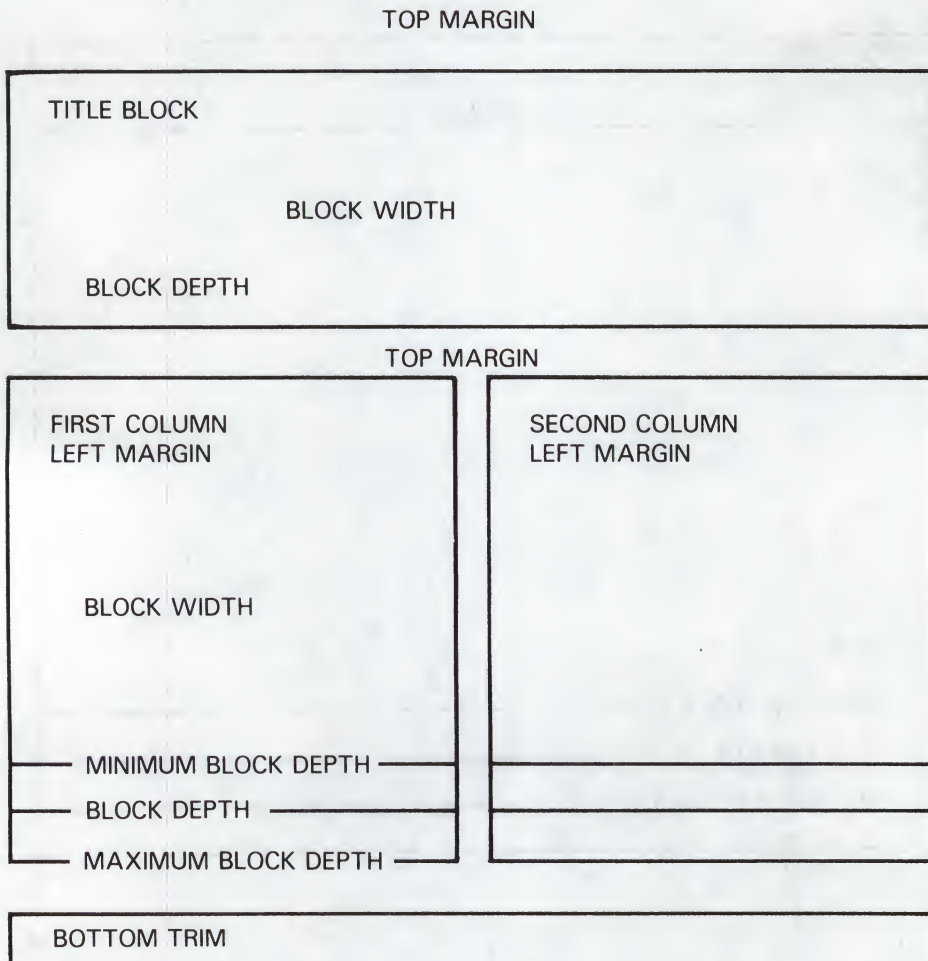 TOP MARGIN
TITLE BLOCK
BLOCK WIDTH
BLOCK DEPTH
TOP MARGIN
FIRST COLUMN
LEFT MARGIN
BLOCK WIDTH
MINIMUM BLOCK DEPTH
BLOCK DEPTH
MAXIMUM BLOCK DEPTH
SECOND COLUMN
LEFT MARGIN
BOTTOM TRIM